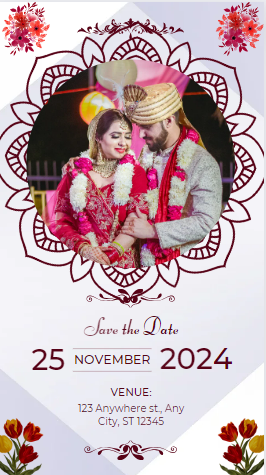 Save the Date
25 NOVEMBER 2024
VENUE:
123 Anywhere st., Any
City, ST 12345